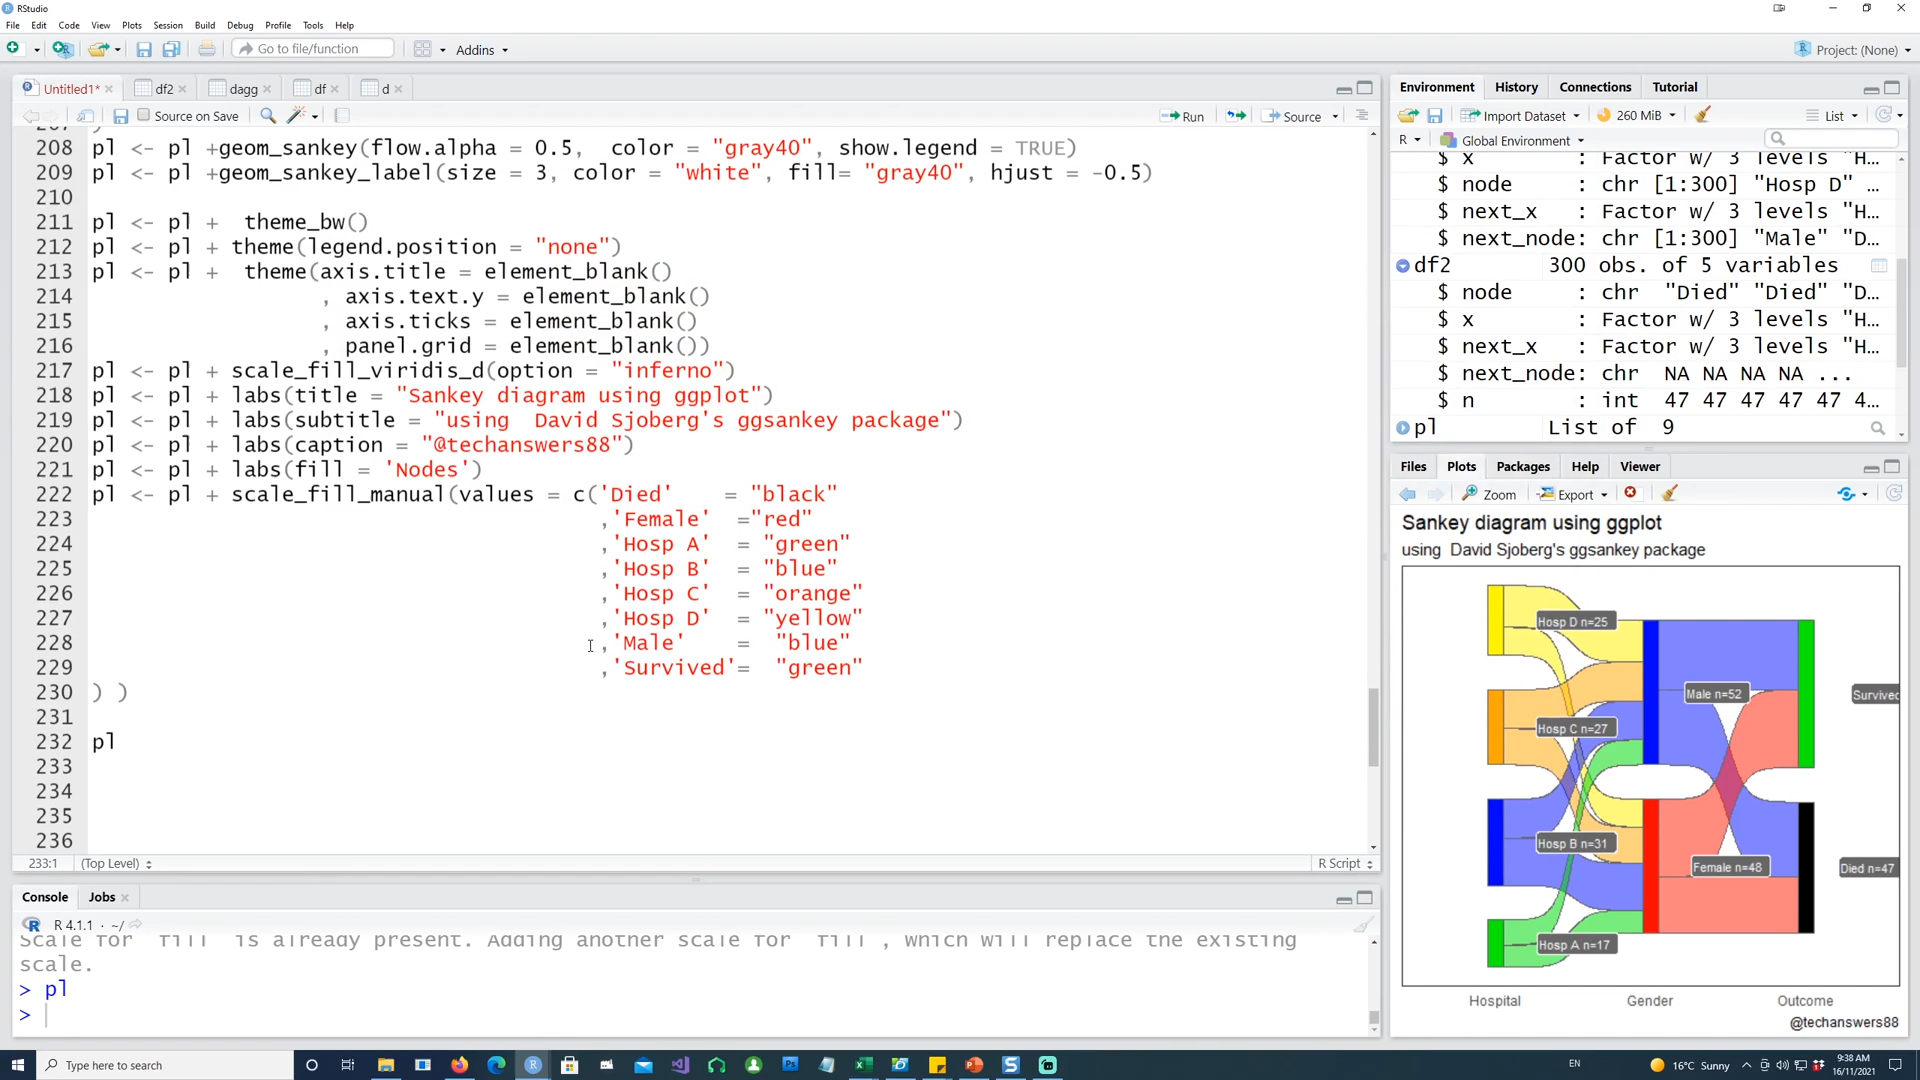 RStudio
File Edit Code View Plots Session Build Debug Profile Tools Help
Go to file/function Addins Project: (None)
Untitled1* df2 dagg df d
Source on Save Run Source
207 )
208 pl <- pl +geom_sankey(flow.alpha = 0.5, color = "gray40", show.legend = TRUE)
209 pl <- pl +geom_sankey_label(size = 3, color = "white", fill= "gray40", hjust = -0.5)
210
211 pl <- pl + theme_bw()
212 pl <- pl + theme(legend.position = "none")
213 pl <- pl + theme(axis.title = element_blank()
214 , axis.text.y = element_blank()
215 , axis.ticks = element_blank()
216 , panel.grid = element_blank())
217 pl <- pl + scale_fill_viridis_d(option = "inferno")
218 pl <- pl + labs(title = "Sankey diagram using ggplot")
219 pl <- pl + labs(subtitle = "using  David Sjoberg's ggsankey package")
220 pl <- pl + labs(caption = "@techanswers88")
221 pl <- pl + labs(fill = 'Nodes')
222 pl <- pl + scale_fill_manual(values = c('Died' = "black"
223 ,'Female' ="red"
224 ,'Hosp A' = "green"
225 ,'Hosp B' = "blue"
226 ,'Hosp C' = "orange"
227 ,'Hosp D' = "yellow"
228 ,'Male' = "blue"
229 ,'Survived'= "green"
230 ) )
231
232 pl
233
234
235
236
233:1 (Top Level) R Script
Console Jobs
R 4.1.1 · ~/
Scale for 'fill' is already present. Adding another scale for 'fill', which will replace the existing
scale.
> pl
>
Environment History Connections Tutorial
Import Dataset 260 MiB List
R Global Environment
$ x : Factor w/ 3 levels "H…
$ node : chr [1:300] "Hosp D" …
$ next_x : Factor w/ 3 levels "H…
$ next_node: chr [1:300] "Male" "D…
df2 300 obs. of 5 variables
$ node : chr "Died" "Died" "D…
$ x : Factor w/ 3 levels "H…
$ next_x : Factor w/ 3 levels "H…
$ next_node: chr NA NA NA NA ...
$ n : int 47 47 47 47 47 4…
pl List of 9
Files Plots Packages Help Viewer
Zoom Export
Sankey diagram using ggplot
using David Sjoberg's ggsankey package
Hosp D n=25
Male n=52
Survived
Hosp C n=27
Hosp B n=31
Female n=48
Died n=47
Hosp A n=17
Hospital Gender Outcome
@techanswers88
Type here to search
EN
16°C Sunny
9:38 AM
16/11/2021